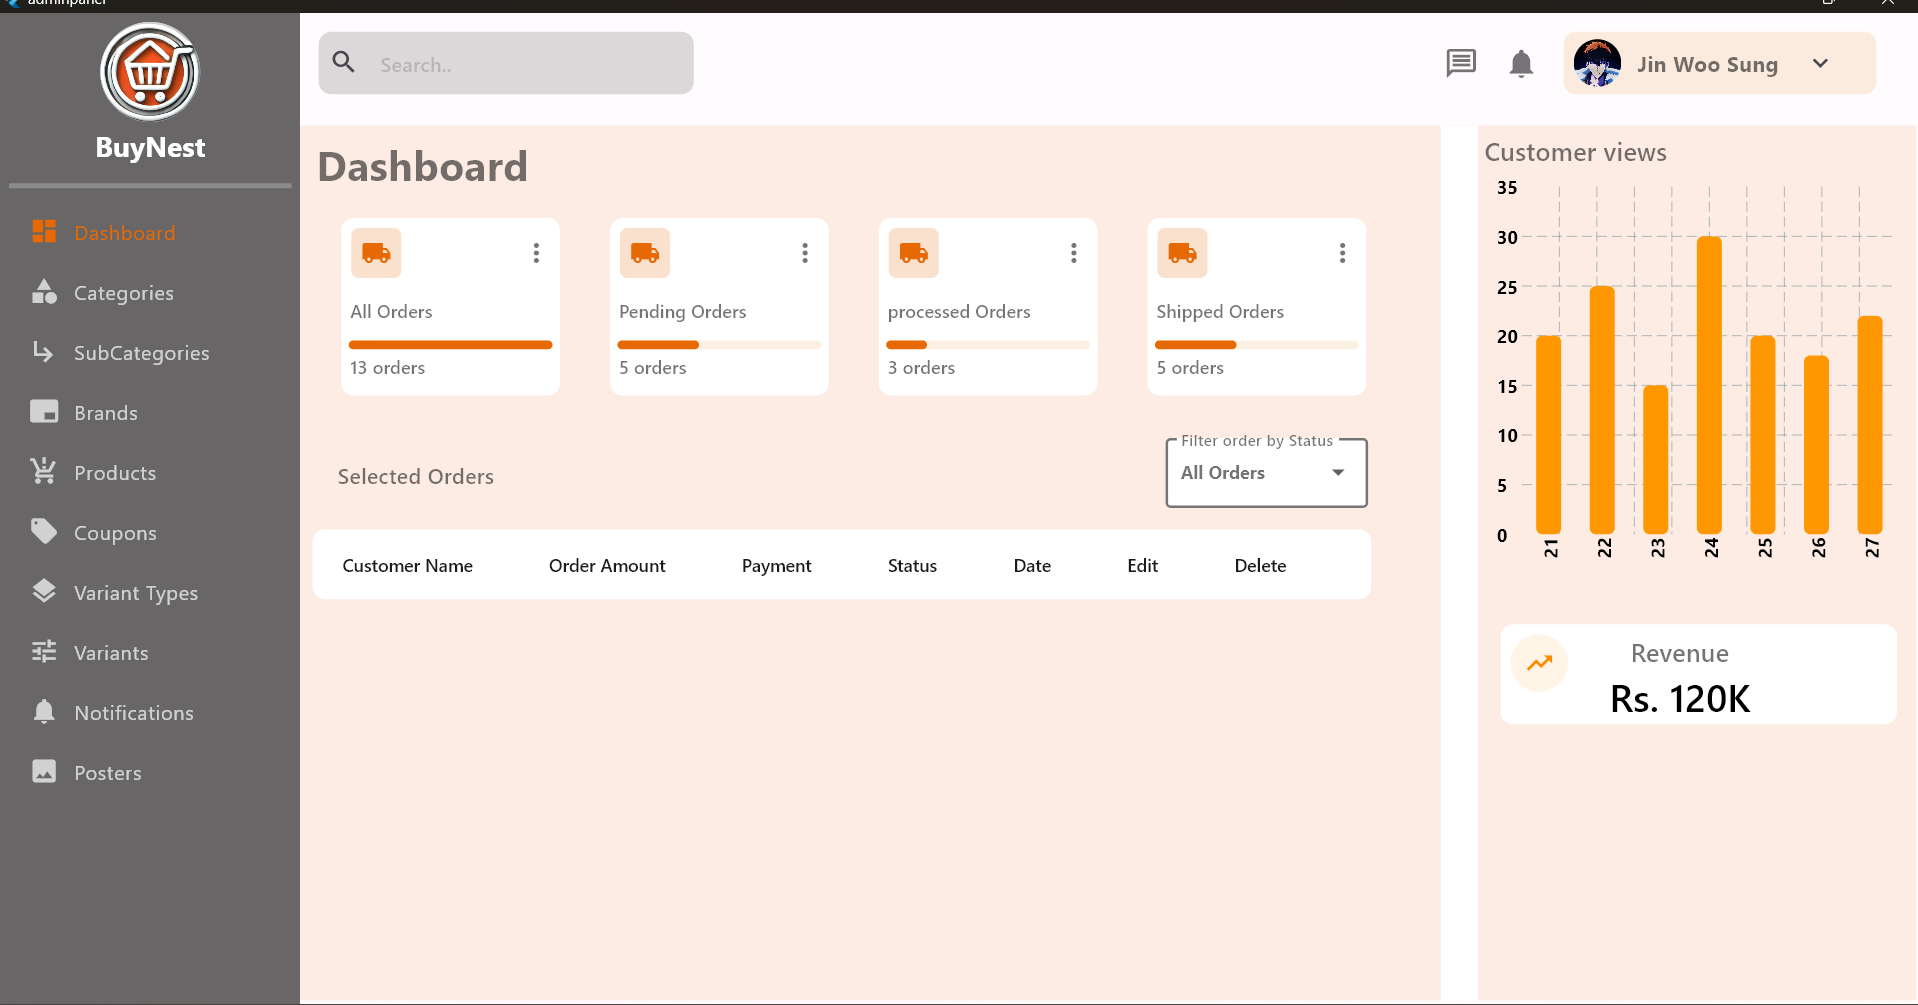 adminpanel
BuyNest
Dashboard
Categories
SubCategories
Brands
Products
Coupons
Variant Types
Variants
Notifications
Posters
Search..
Jin Woo Sung
Dashboard
All Orders
13 orders
Pending Orders
5 orders
processed Orders
3 orders
Shipped Orders
5 orders
Selected Orders
Filter order by Status
All Orders
Customer Name Order Amount Payment Status Date Edit Delete
Customer views
35
30
25
20
15
10
5
0
21 22 23 24 25 26 27
Revenue
Rs. 120K